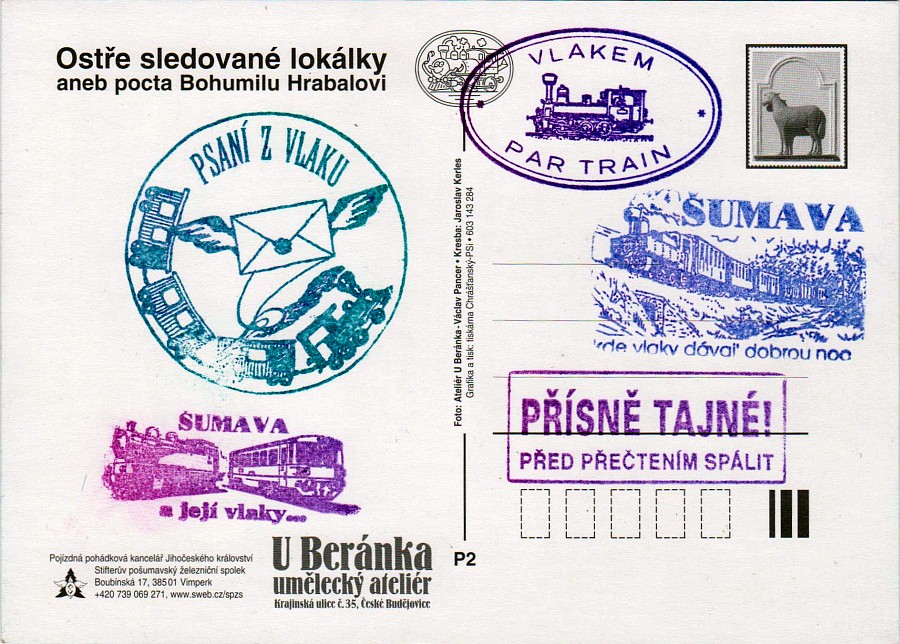 Ostře sledované lokálky
aneb pocta Bohumilu Hrabalovi
PSANÍ Z VLAKU
VLAKEM
PAR TRAIN
ŠUMAVA
kde vlaky dávaj' dobrou noc
PŘÍSNĚ TAJNÉ!
PŘED PŘEČTENÍM SPÁLIT
ŠUMAVA
a její vlaky...
Foto: Ateliér U Beránka - Václav Pancer • Kresba: Jaroslav Kerles
Grafika a tisk: tiskárna Chrášťanský-PSI • 603 143 284
Pojízdná pohádková kancelář Jihočeského království
Stifterův pošumavský železniční spolek
Boubínská 17, 385 01 Vimperk
+420 739 069 271, www.sweb.cz/spzs
U Beránka
umělecký ateliér
Krajinská ulice č.35, České Budějovice
P2